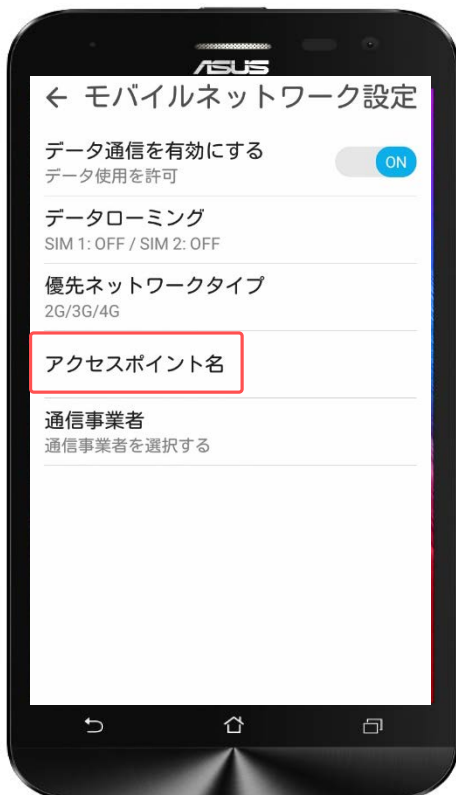 ASUS
← モバイルネットワーク設定
データ通信を有効にする
ON
データ使用を許可
データローミング
SIM 1: OFF / SIM 2: OFF
優先ネットワークタイプ
2G/3G/4G
アクセスポイント名
通信事業者
通信事業者を選択する